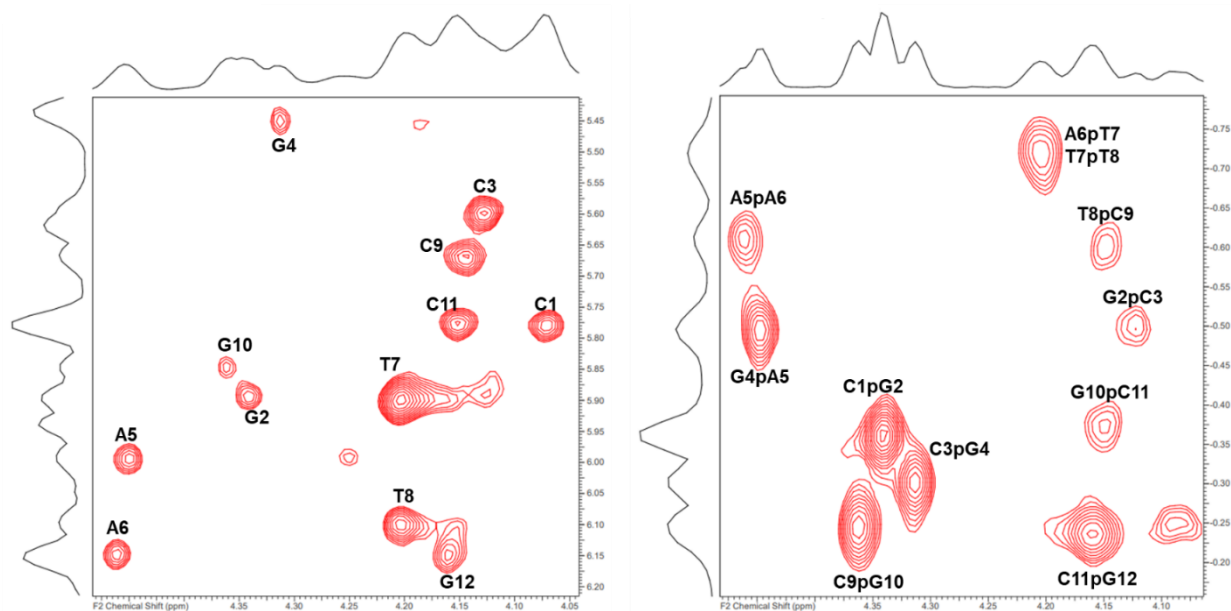 G4
C3
C9
C11
C1
G10
T7
G2
A5
T8
A6
G12
5.45
5.50
5.55
5.60
5.65
5.70
5.75
5.80
5.85
5.90
5.95
6.00
6.05
6.10
6.15
6.20
F2 Chemical Shift (ppm)
4.35
4.30
4.25
4.20
4.15
4.10
4.05
A6pT7
T7pT8
A5pA6
T8pC9
G2pC3
G4pA5
C1pG2
G10pC11
C3pG4
C9pG10
C11pG12
-0.75
-0.70
-0.65
-0.60
-0.55
-0.50
-0.45
-0.40
-0.35
-0.30
-0.25
-0.20
F2 Chemical Shift (ppm)
4.35
4.30
4.25
4.20
4.15
4.10